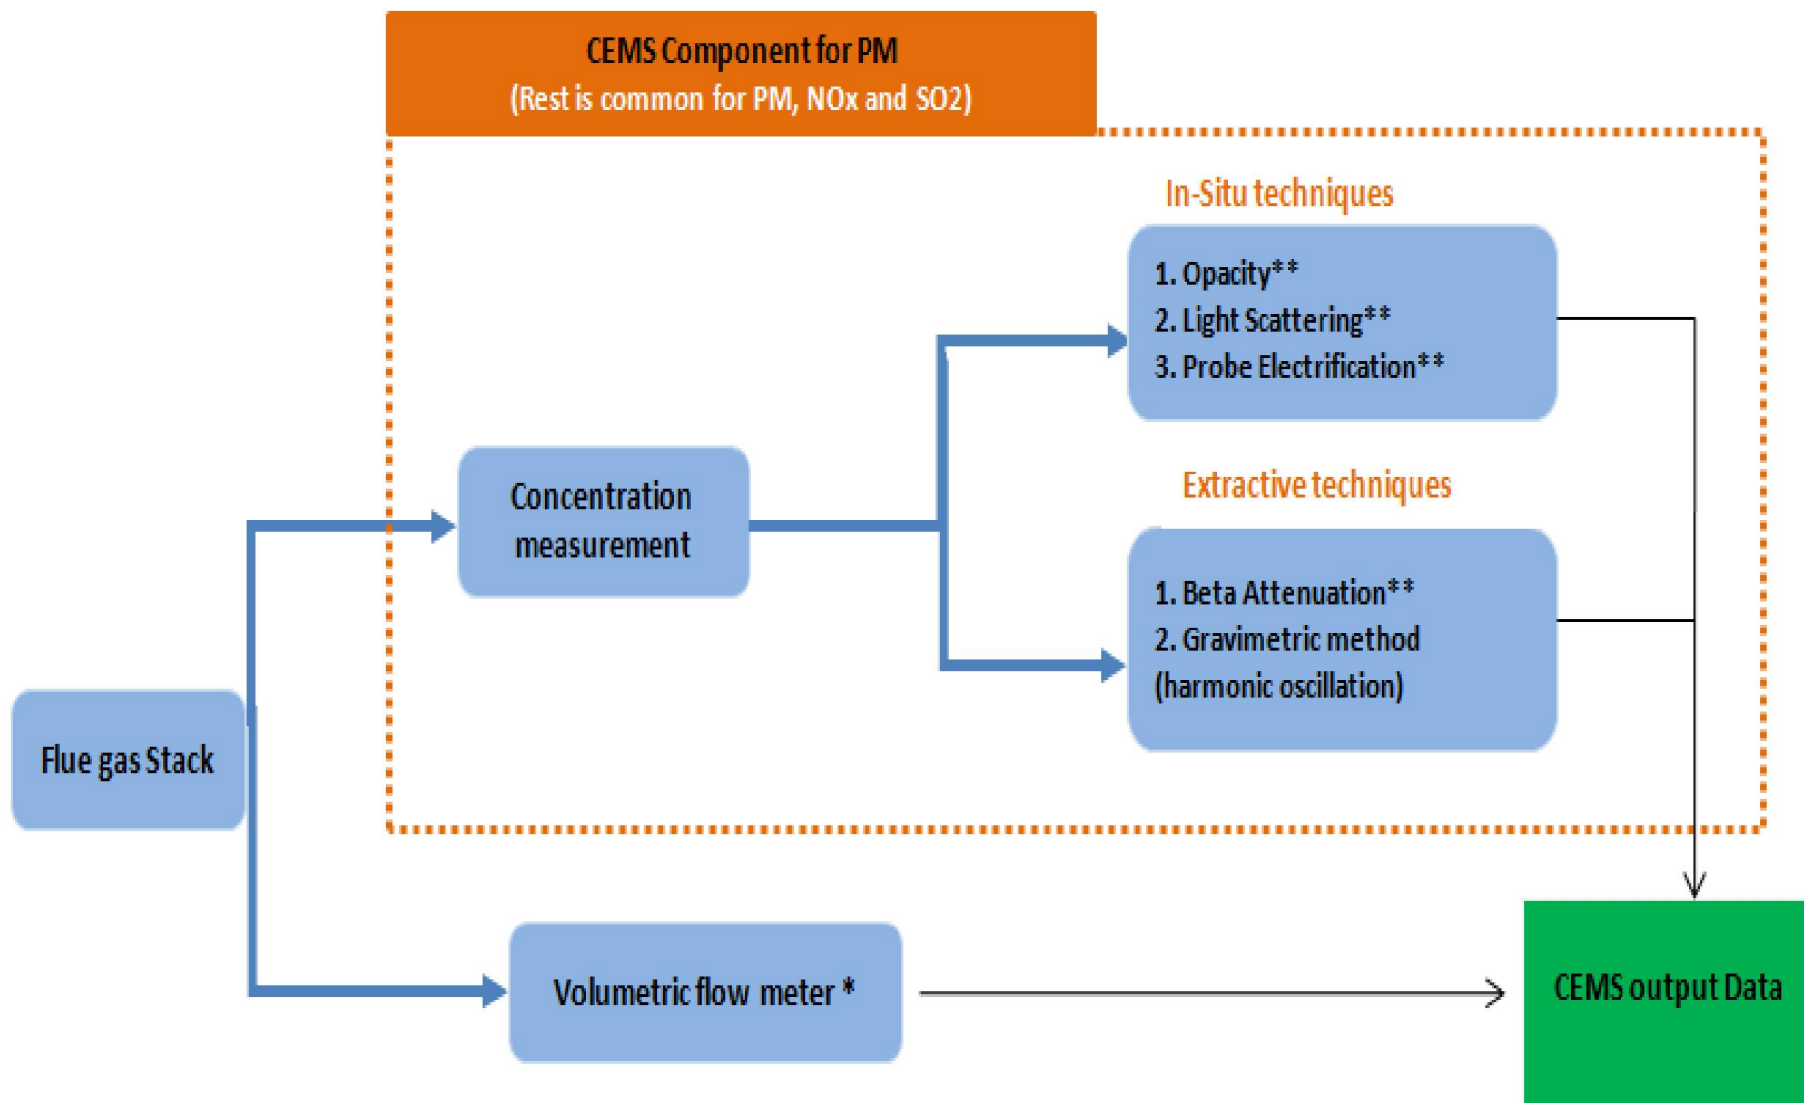 CEMS Component for PM
(Rest is common for PM, NOx and SO2)
In-Situ techniques
1. Opacity**
2. Light Scattering**
3. Probe Electrification**
Concentration
measurement
Extractive techniques
1. Beta Attenuation**
2. Gravimetric method
(harmonic oscillation)
Flue gas Stack
Volumetric flow meter *
CEMS output Data